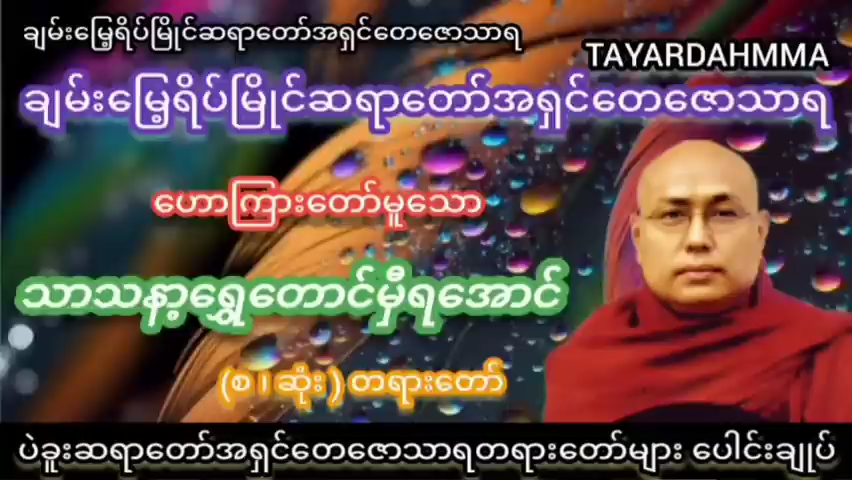 ချမ်းမြေ့ရိပ်မြိုင်ဆရာတော်အရှင်တေဇောသာရ
TAYARDAHMMA
ချမ်းမြေ့ရိပ်မြိုင်ဆရာတော်အရှင်တေဇောသာရ
ဟောကြားတော်မူသော
သာသနာ့ရွှေတောင်မှီရအောင်
(စ ၊ ဆုံး ) တရားတော်
ပဲခူးဆရာတော်အရှင်တေဇောသာရတရားတော်များ ပေါင်းချုပ်